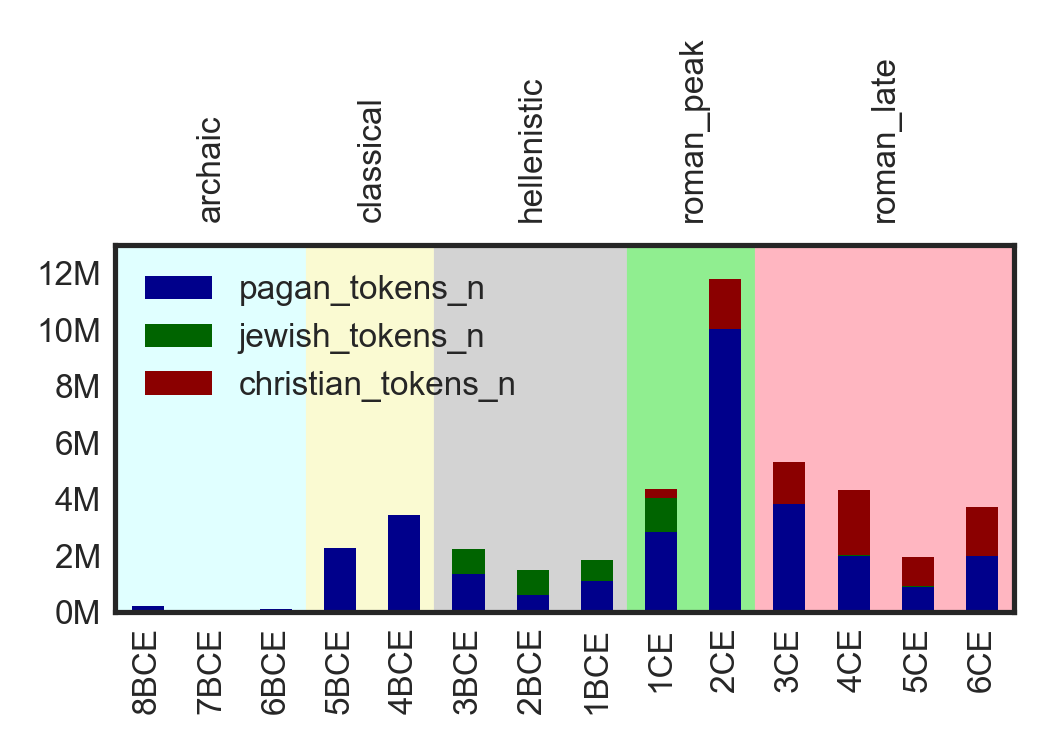 archaic
classical
hellenistic
roman_peak
roman_late
12M
10M
8M
6M
4M
2M
0M
pagan_tokens_n
jewish_tokens_n
christian_tokens_n
8BCE
7BCE
6BCE
5BCE
4BCE
3BCE
2BCE
1BCE
1CE
2CE
3CE
4CE
5CE
6CE